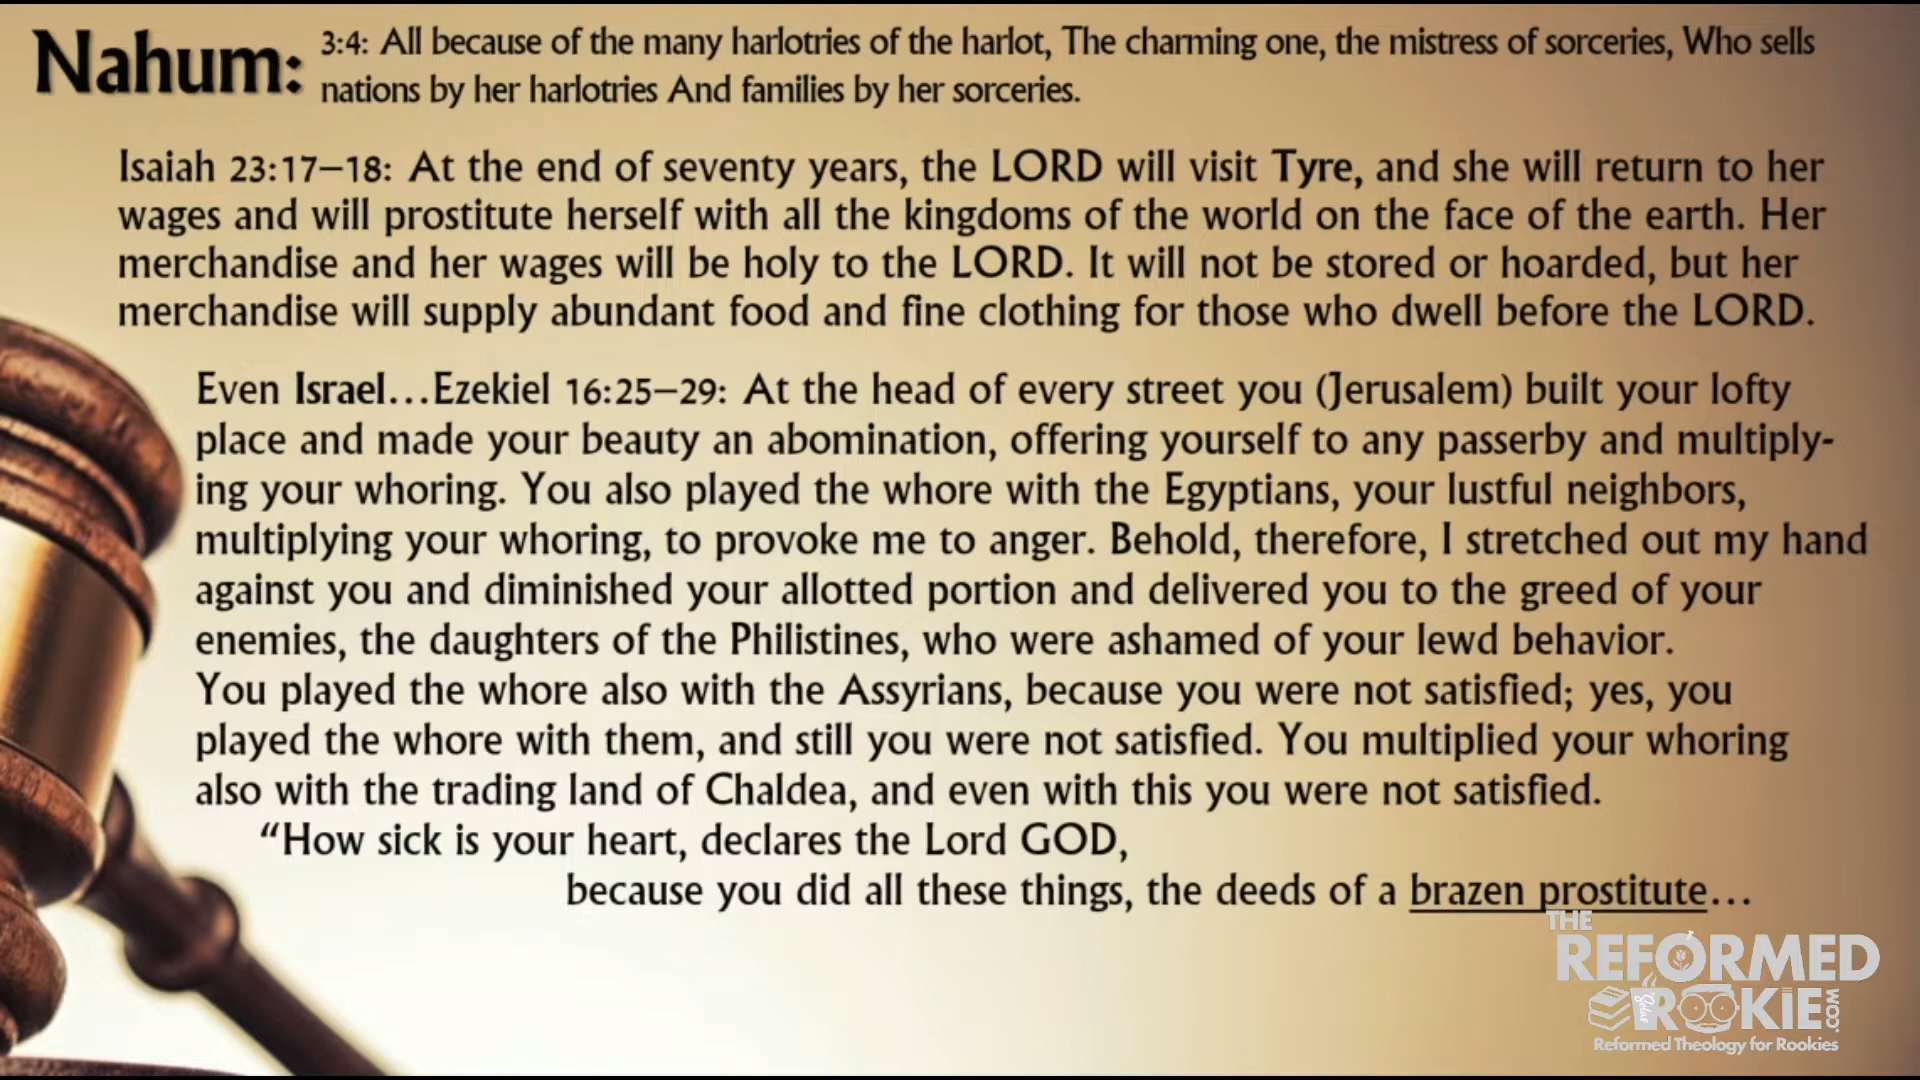 Nahum: 3:4: All because of the many harlotries of the harlot, The charming one, the mistress of sorceries, Who sells
nations by her harlotries And families by her sorceries.
Isaiah 23:17–18: At the end of seventy years, the LORD will visit Tyre, and she will return to her
wages and will prostitute herself with all the kingdoms of the world on the face of the earth. Her
merchandise and her wages will be holy to the LORD. It will not be stored or hoarded, but her
merchandise will supply abundant food and fine clothing for those who dwell before the LORD.
Even Israel…Ezekiel 16:25–29: At the head of every street you (Jerusalem) built your lofty
place and made your beauty an abomination, offering yourself to any passerby and multiply-
ing your whoring. You also played the whore with the Egyptians, your lustful neighbors,
multiplying your whoring, to provoke me to anger. Behold, therefore, I stretched out my hand
against you and diminished your allotted portion and delivered you to the greed of your
enemies, the daughters of the Philistines, who were ashamed of your lewd behavior.
You played the whore also with the Assyrians, because you were not satisfied; yes, you
played the whore with them, and still you were not satisfied. You multiplied your whoring
also with the trading land of Chaldea, and even with this you were not satisfied.
“How sick is your heart, declares the Lord GOD,
because you did all these things, the deeds of a brazen prostitute…
THE
REFORMED
ROOKIE.COM
Reformed Theology for Rookies